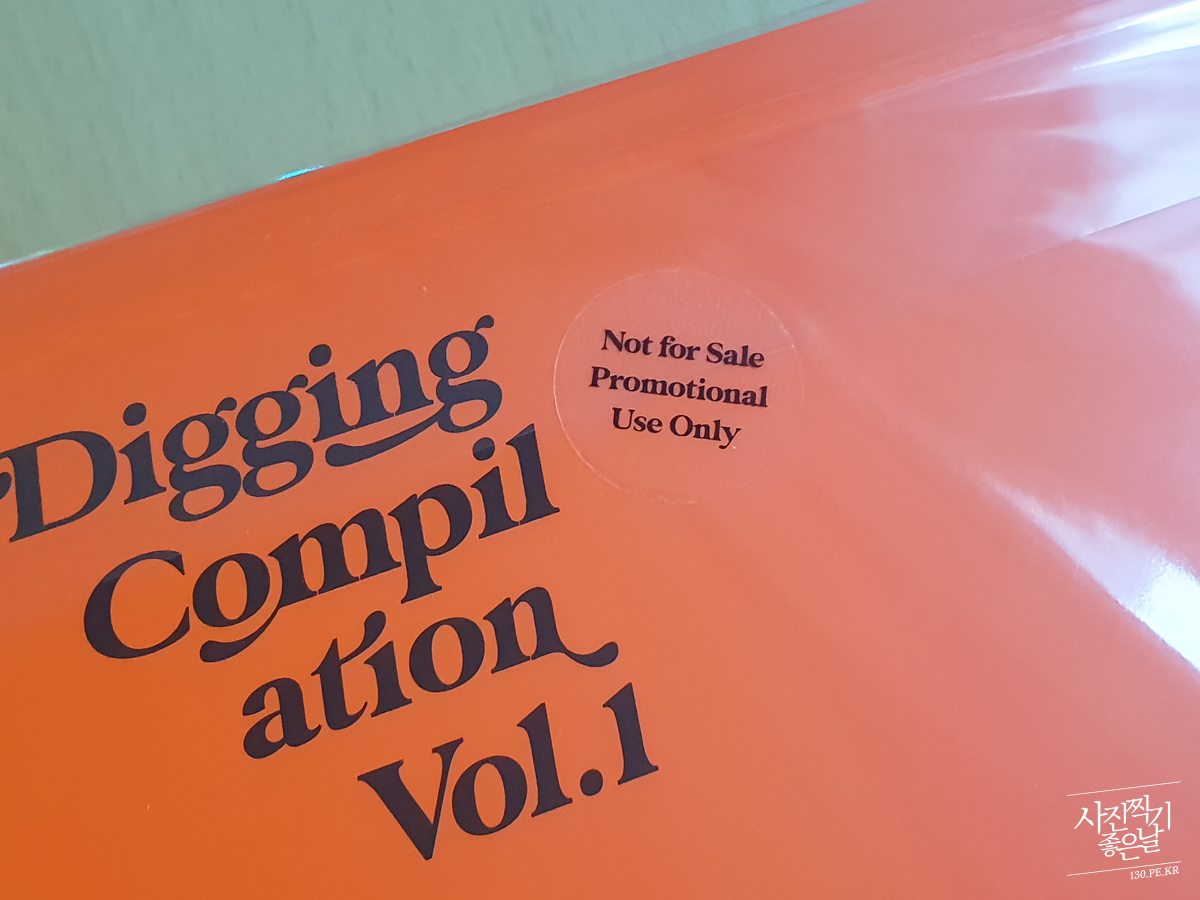 Digging
Compil
ation
Vol.1
Not for Sale
Promotional
Use Only
사진찍기
좋은날
130.PE.KR